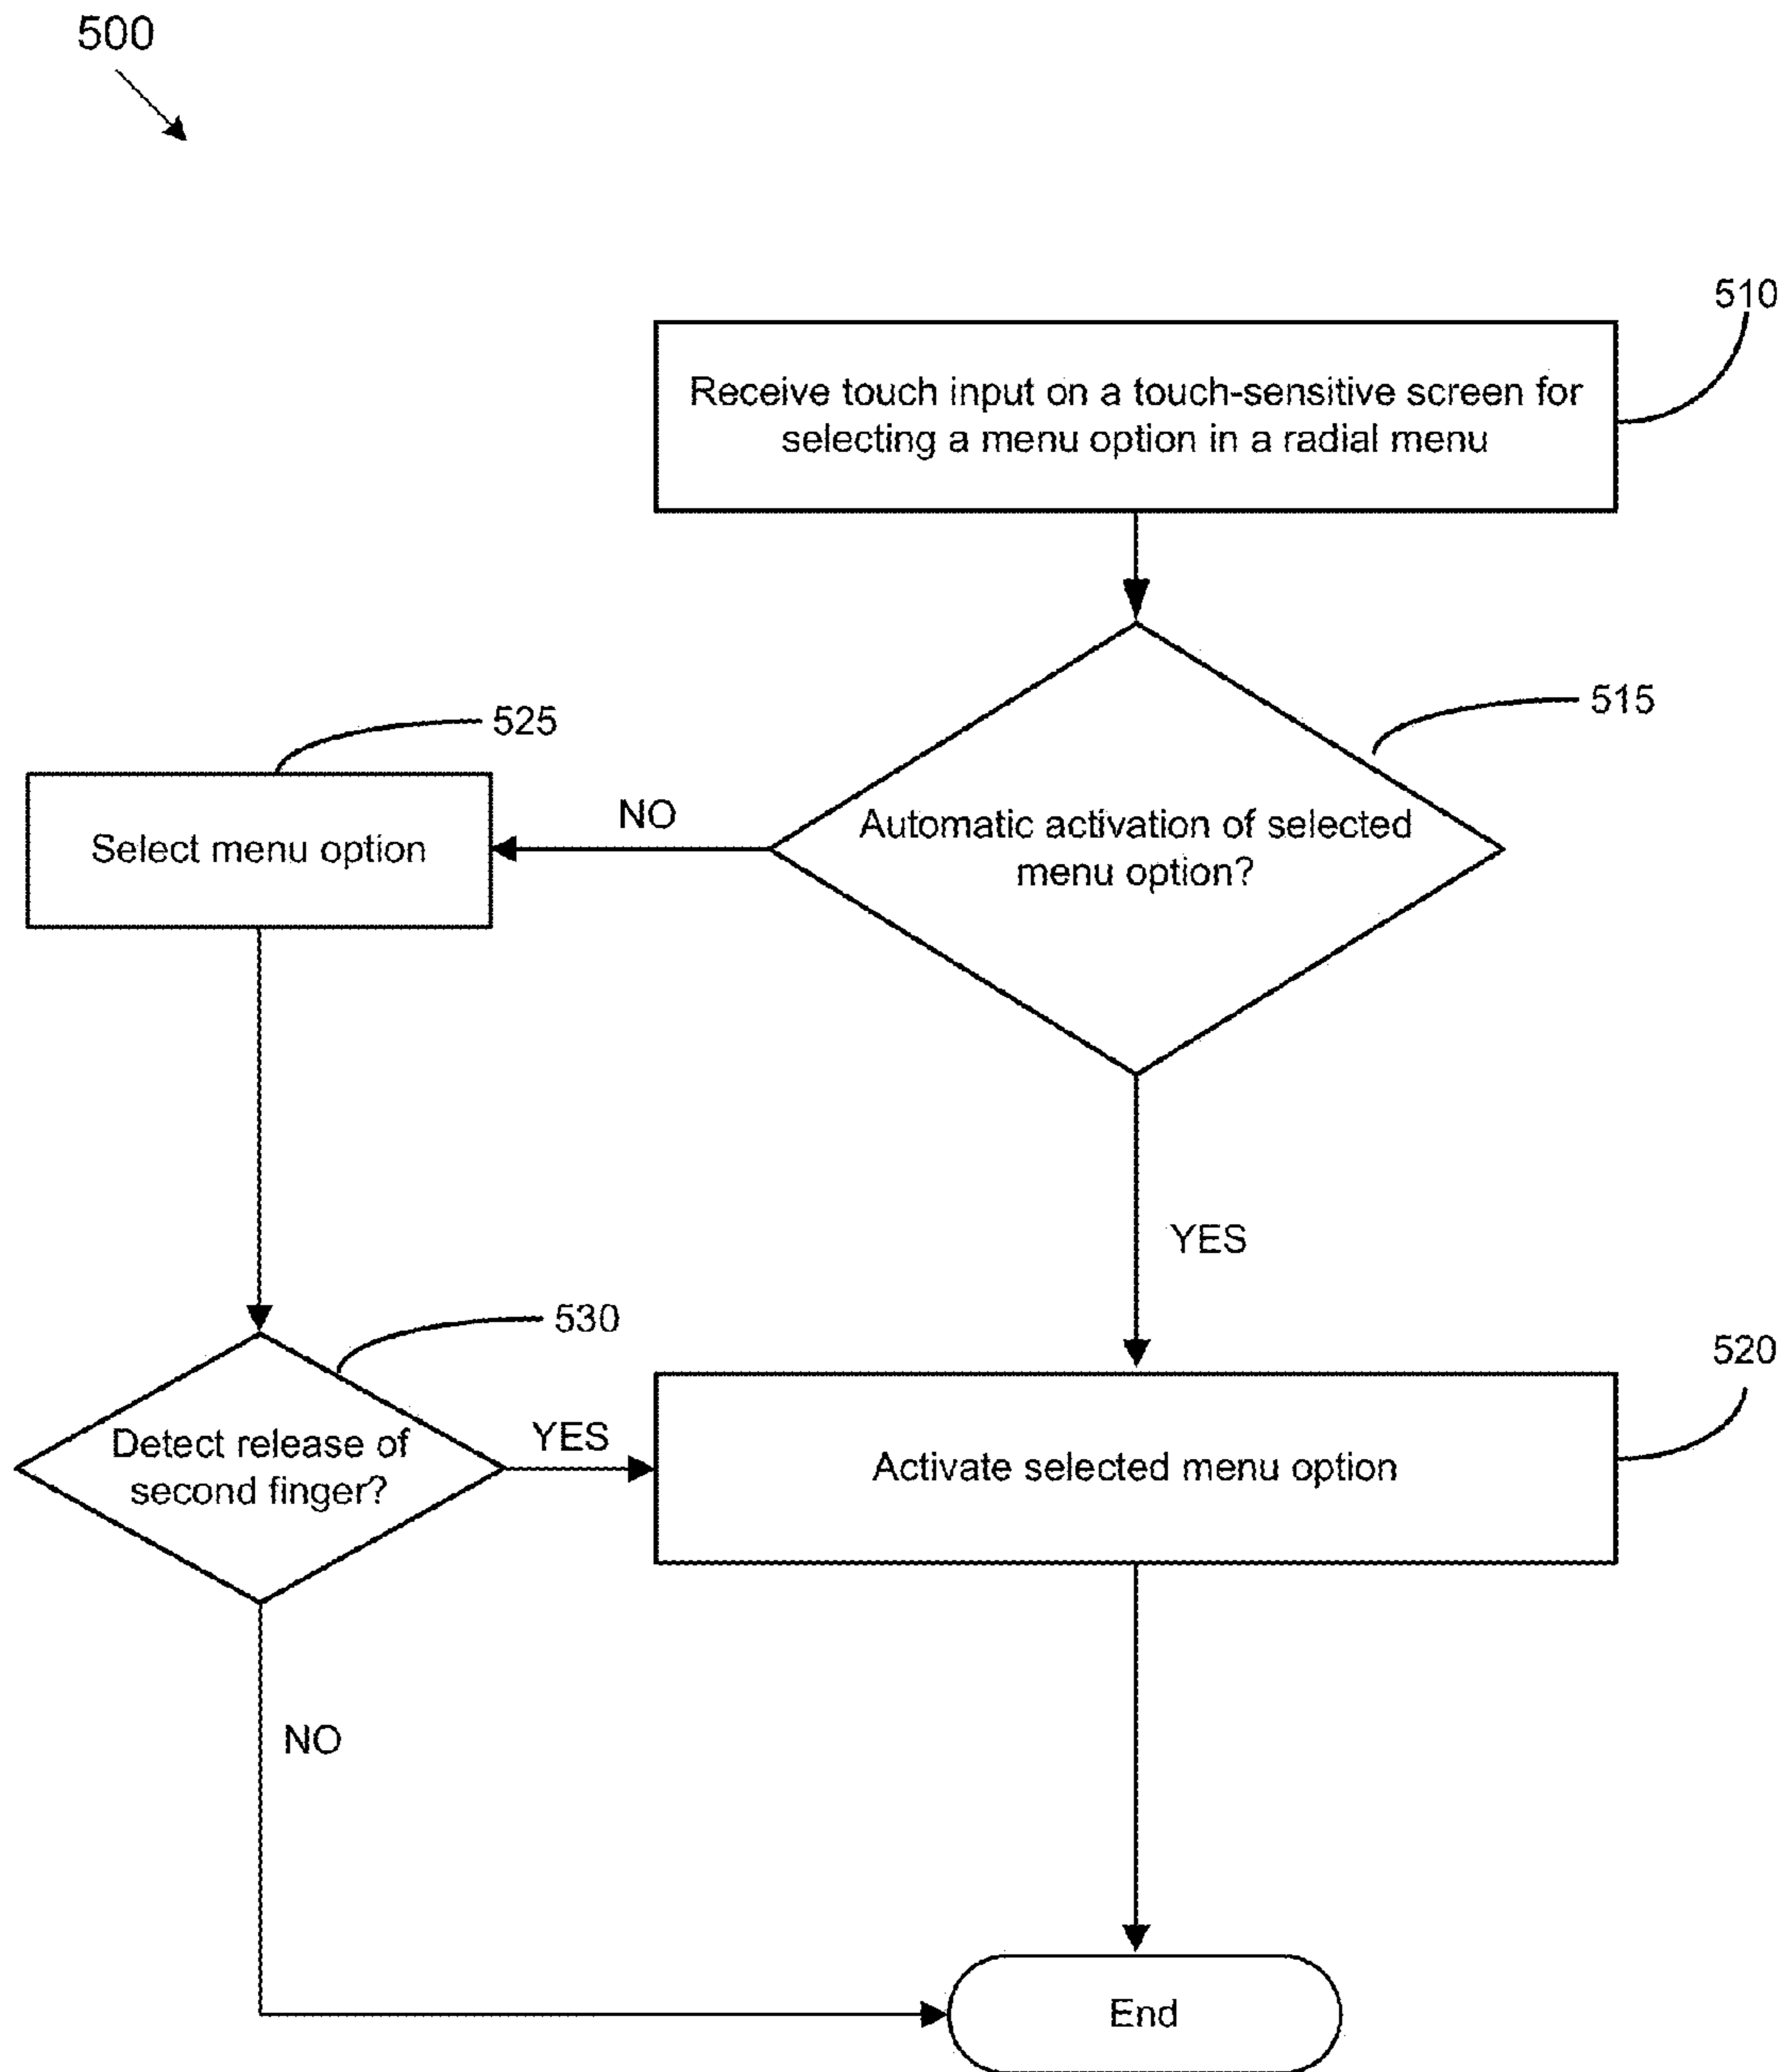 500
510
Receive touch input on a touch-sensitive screen for
selecting a menu option in a radial menu
515
Automatic activation of selected
menu option?
NO
525
Select menu option
YES
530
Detect release of
second finger?
YES
520
Activate selected menu option
NO
End